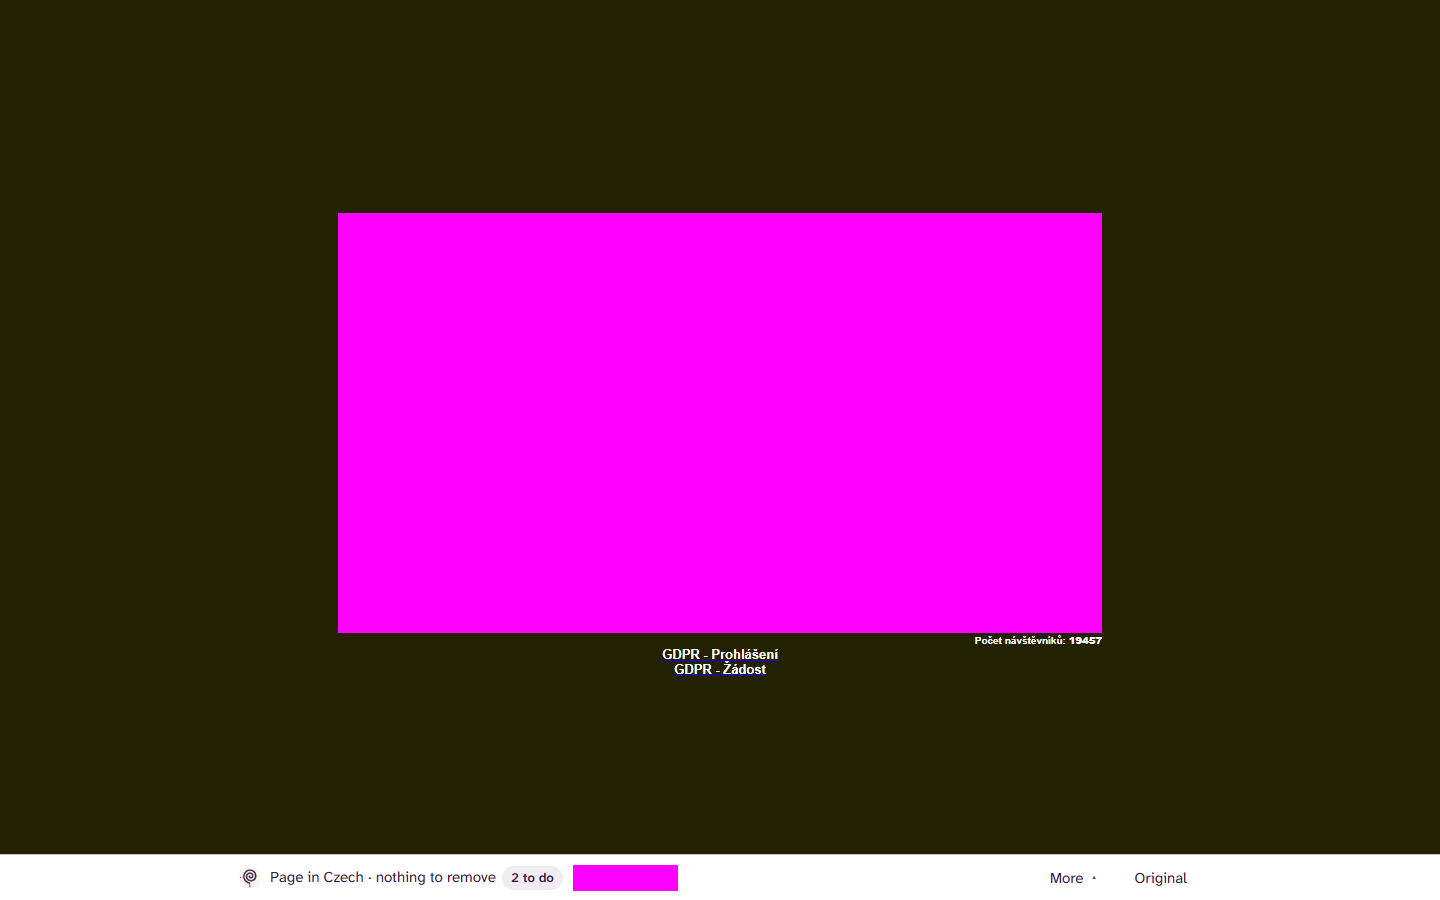 Počet návštěvníků: 19457
GDPR - Prohlášení
GDPR - Žádost
Page in Czech · nothing to remove 2 to do
More Original